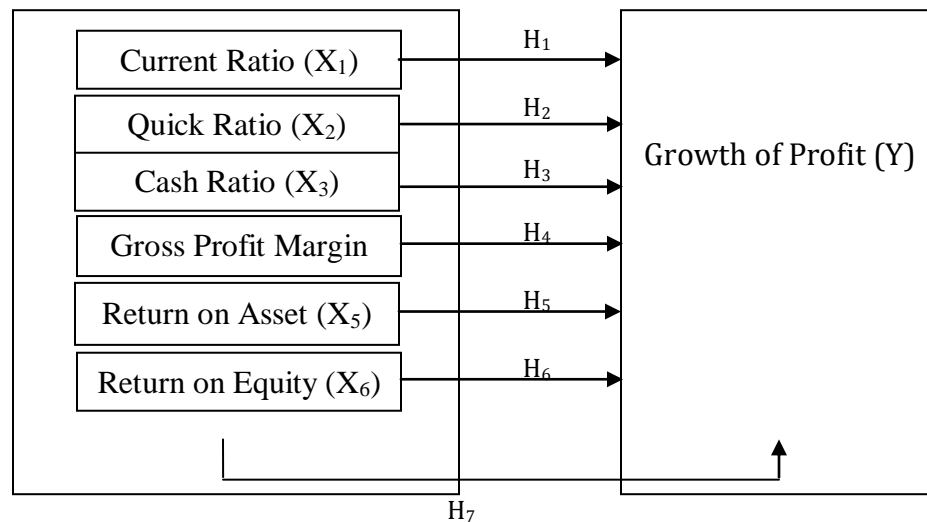 Current Ratio (X₁)
H₁
Quick Ratio (X₂)
H₂
Growth of Profit (Y)
Cash Ratio (X₃)
H₃
Gross Profit Margin
H₄
Return on Asset (X₅)
H₅
Return on Equity (X₆)
H₆
H₇